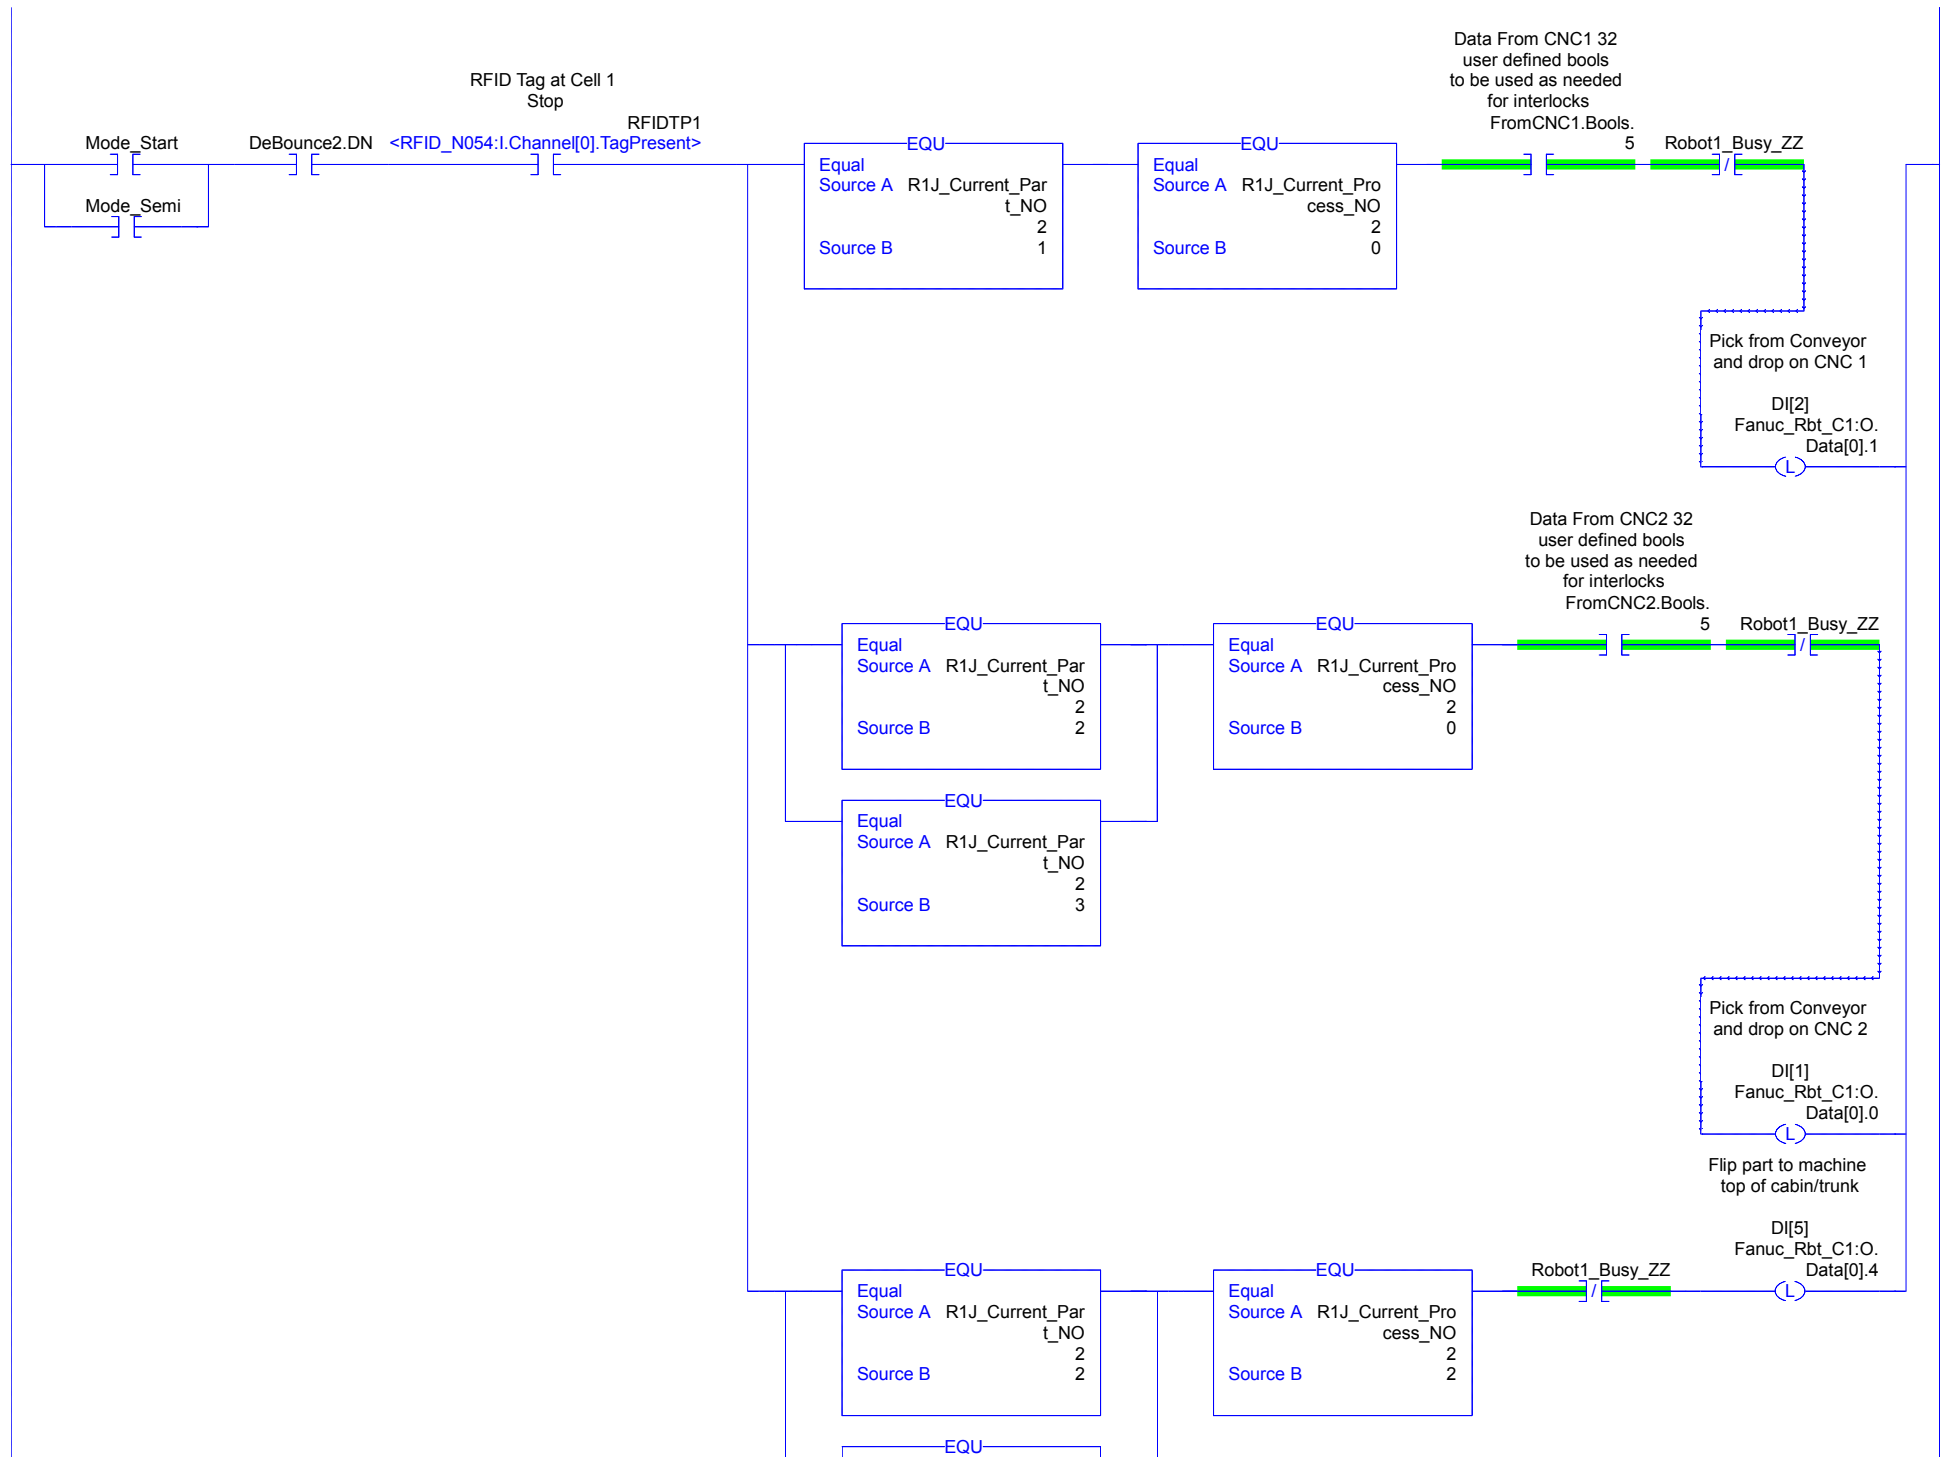 Data From CNC1 32
user defined bools
to be used as needed
for interlocks
FromCNC1.Bools.
5
Robot1_Busy_ZZ
RFID Tag at Cell 1
Stop
RFIDTP1
<RFID_N054:I.Channel[0].TagPresent>
Mode_Start
DeBounce2.DN
Mode_Semi
EQU
Equal
Source A R1J_Current_Par
t_NO
2
Source B 1
EQU
Equal
Source A R1J_Current_Pro
cess_NO
2
Source B 0
/
Pick from Conveyor
and drop on CNC 1
DI[2]
Fanuc_Rbt_C1:O.
Data[0].1
L
Data From CNC2 32
user defined bools
to be used as needed
for interlocks
FromCNC2.Bools.
5
Robot1_Busy_ZZ
EQU
Equal
Source A R1J_Current_Par
t_NO
2
Source B 2
EQU
Equal
Source A R1J_Current_Pro
cess_NO
2
Source B 0
/
EQU
Equal
Source A R1J_Current_Par
t_NO
2
Source B 3
Pick from Conveyor
and drop on CNC 2
DI[1]
Fanuc_Rbt_C1:O.
Data[0].0
L
Flip part to machine
top of cabin/trunk
DI[5]
Fanuc_Rbt_C1:O.
Data[0].4
L
EQU
Equal
Source A R1J_Current_Par
t_NO
2
Source B 2
EQU
Equal
Source A R1J_Current_Pro
cess_NO
2
Source B 2
Robot1_Busy_ZZ
/
EQU